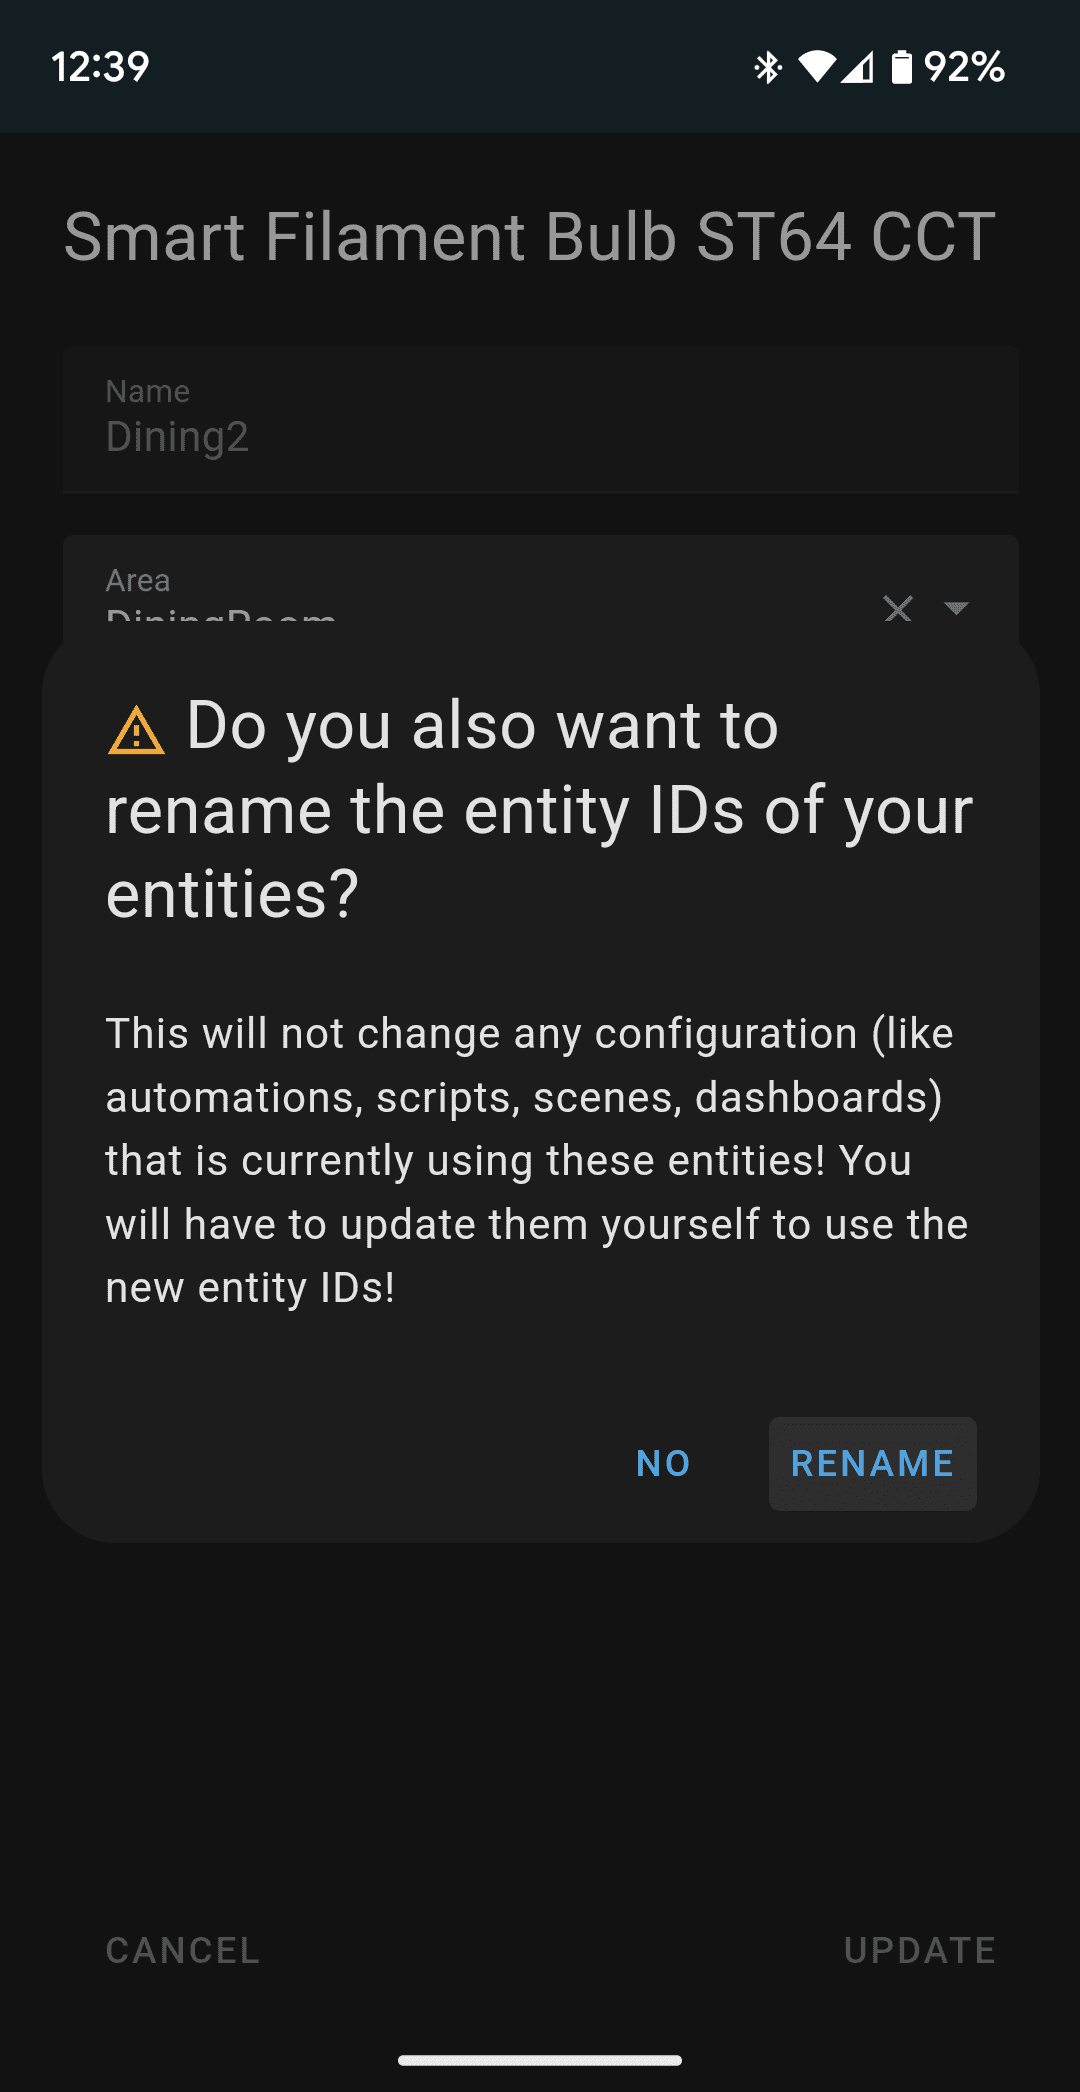 12:39
92%
Smart Filament Bulb ST64 CCT
Name
Dining2
Area
DiningRoom
Do you also want to
rename the entity IDs of your
entities?
This will not change any configuration (like
automations, scripts, scenes, dashboards)
that is currently using these entities! You
will have to update them yourself to use the
new entity IDs!
NO
RENAME
CANCEL
UPDATE